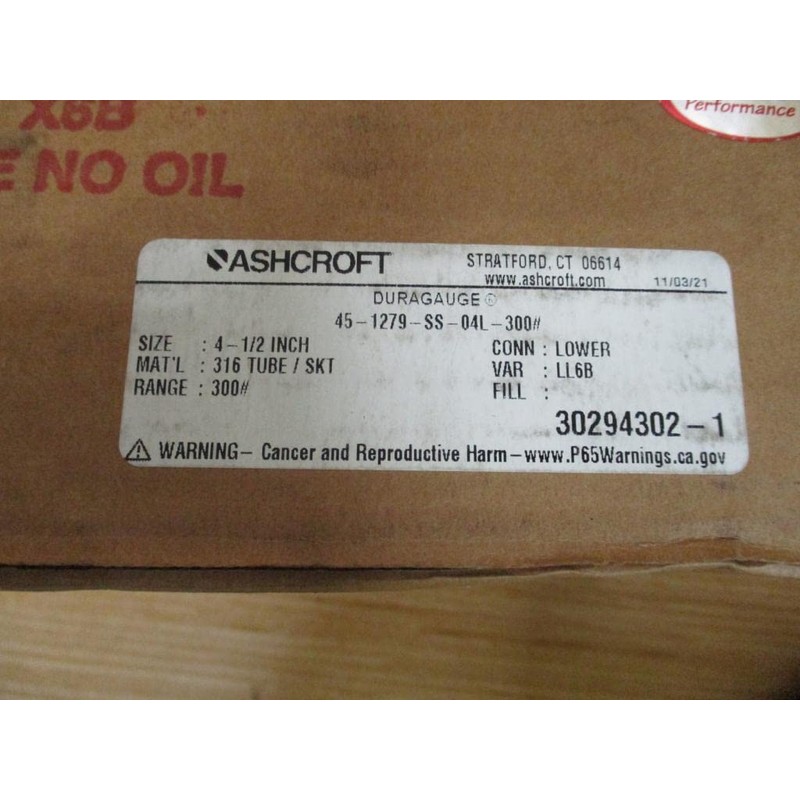 X6B
E NO OIL
Performance
ASHCROFT
STRATFORD, CT 06614
www.ashcroft.com
11/03/21
DURAGAUGE ®
45-1279-SS-04L-300#
SIZE : 4-1/2 INCH
CONN : LOWER
MAT'L : 316 TUBE / SKT
VAR : LL6B
RANGE : 300#
FILL :
30294302-1
⚠ WARNING- Cancer and Reproductive Harm-www.P65Warnings.ca.gov